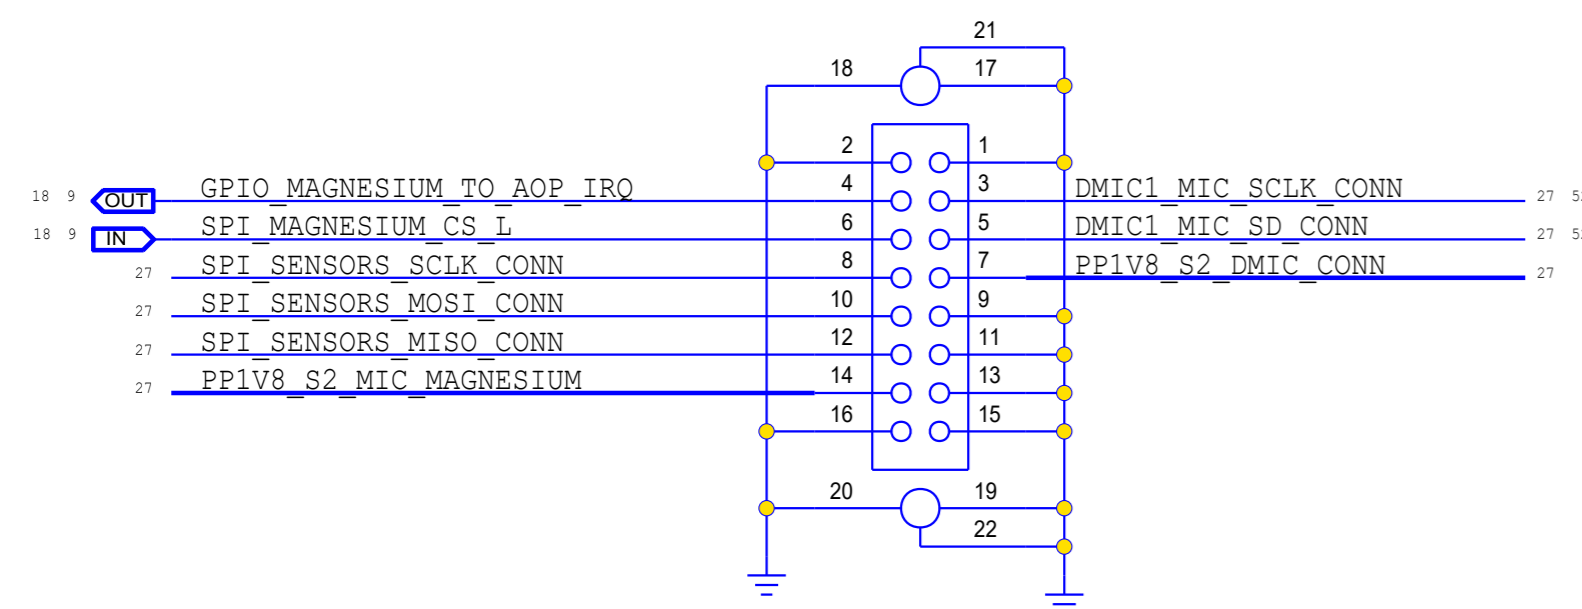 21
18 17
2 1
18 9 OUT GPIO_MAGNESIUM_TO_AOP_IRQ 4 3 DMIC1_MIC_SCLK_CONN 27
18 9 IN SPI_MAGNESIUM_CS_L 6 5 DMIC1_MIC_SD_CONN 27
27 SPI_SENSORS_SCLK_CONN 8 7 PP1V8_S2_DMIC_CONN 27
27 SPI_SENSORS_MOSI_CONN 10 9
27 SPI_SENSORS_MISO_CONN 12 11
27 PP1V8_S2_MIC_MAGNESIUM 14 13
16 15
20 19
22